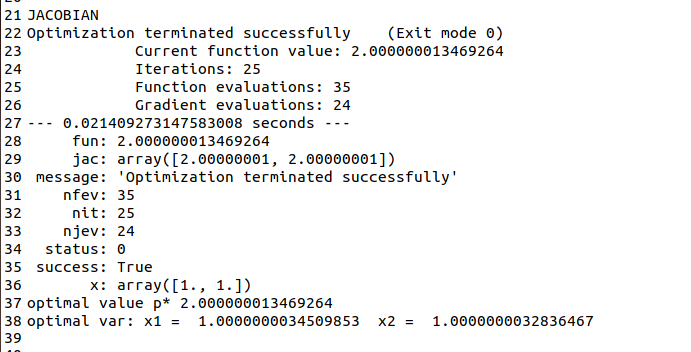 21 JACOBIAN
22 Optimization terminated successfully    (Exit mode 0)
23             Current function value: 2.000000013469264
24             Iterations: 25
25             Function evaluations: 35
26             Gradient evaluations: 24
27 --- 0.021409273147583008 seconds ---
28      fun: 2.000000013469264
29      jac: array([2.00000001, 2.00000001])
30  message: 'Optimization terminated successfully'
31     nfev: 35
32      nit: 25
33     njev: 24
34   status: 0
35  success: True
36        x: array([1., 1.])
37 optimal value p* 2.000000013469264
38 optimal var: x1 =  1.0000000034509853  x2 =  1.0000000032836467
39